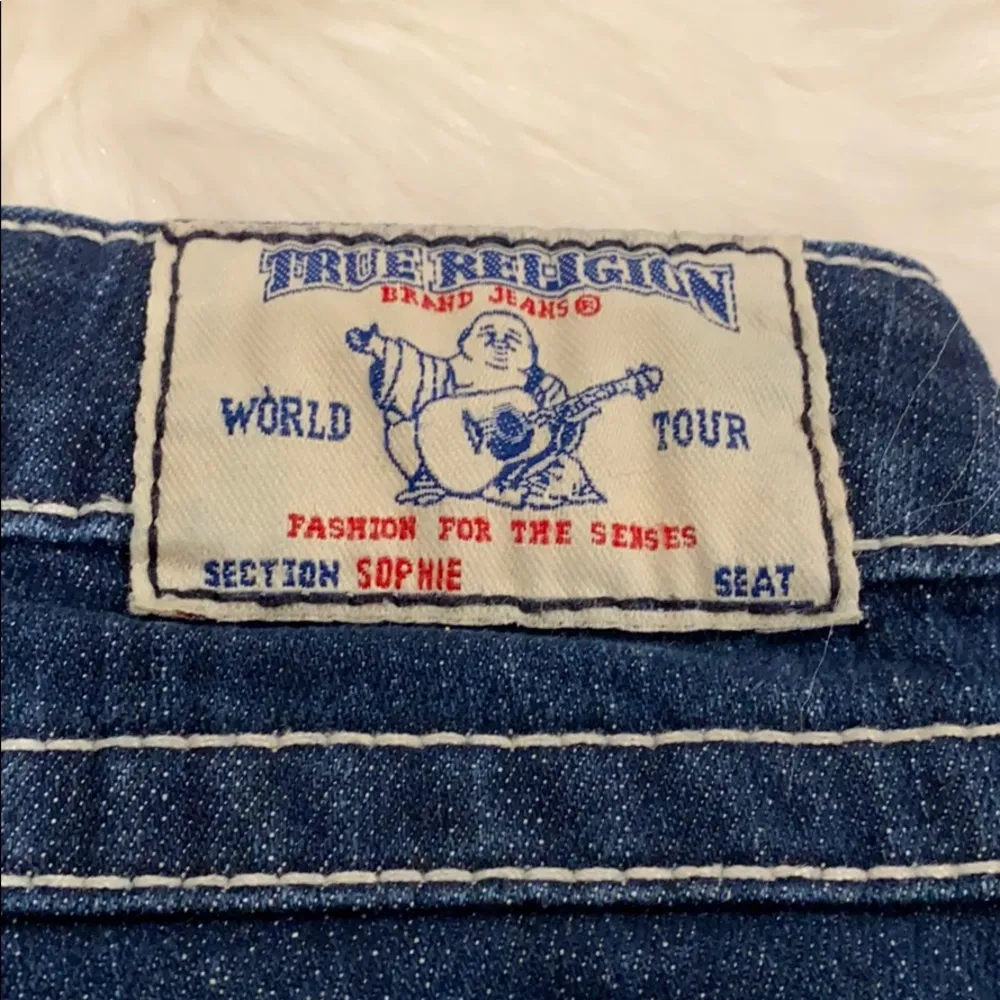 TRUE RELIGION
BRAND JEANS®
WORLD TOUR
FASHION FOR THE SENSES
SECTION SOPHIE SEAT